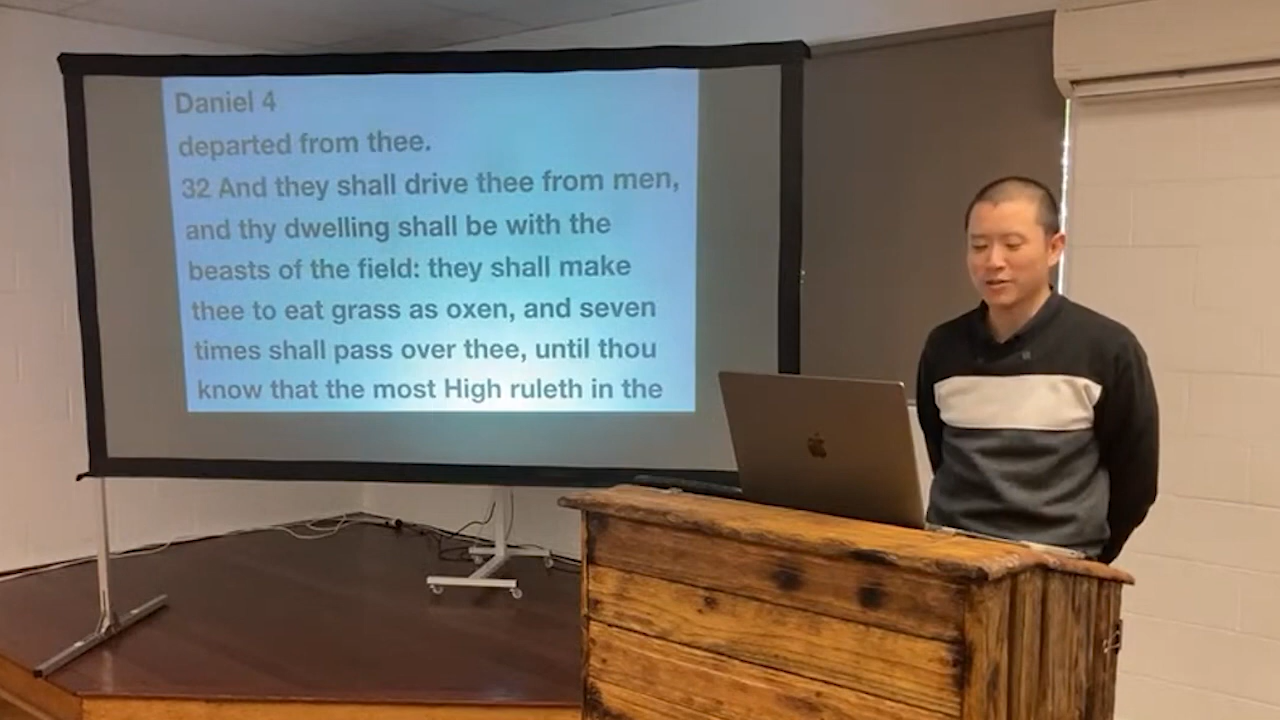 Daniel 4
departed from thee.
32 And they shall drive thee from men,
and thy dwelling shall be with the
beasts of the field: they shall make
thee to eat grass as oxen, and seven
times shall pass over thee, until thou
know that the most High ruleth in the